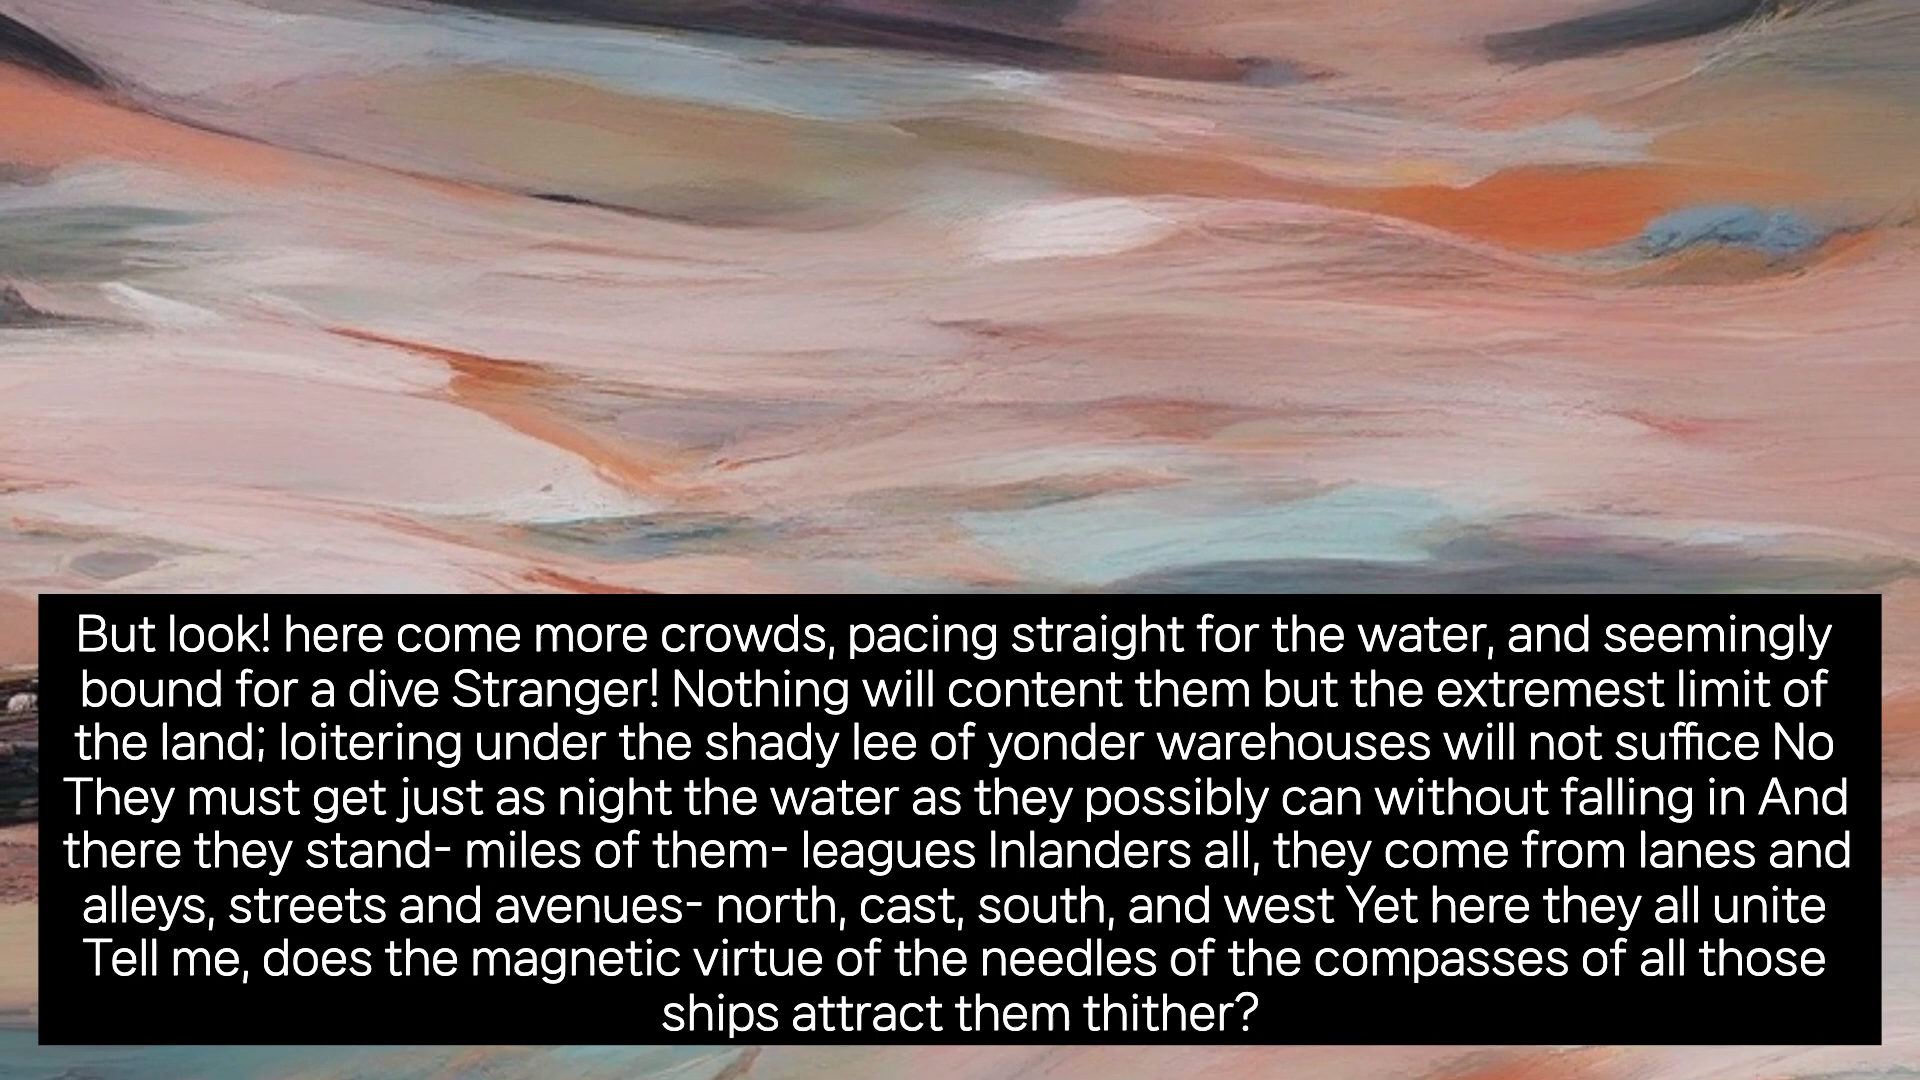 But look! here come more crowds, pacing straight for the water, and seemingly
bound for a dive Stranger! Nothing will content them but the extremest limit of
the land; loitering under the shady lee of yonder warehouses will not suffice No
They must get just as night the water as they possibly can without falling in And
there they stand- miles of them- leagues Inlanders all, they come from lanes and
alleys, streets and avenues- north, cast, south, and west Yet here they all unite
Tell me, does the magnetic virtue of the needles of the compasses of all those
ships attract them thither?